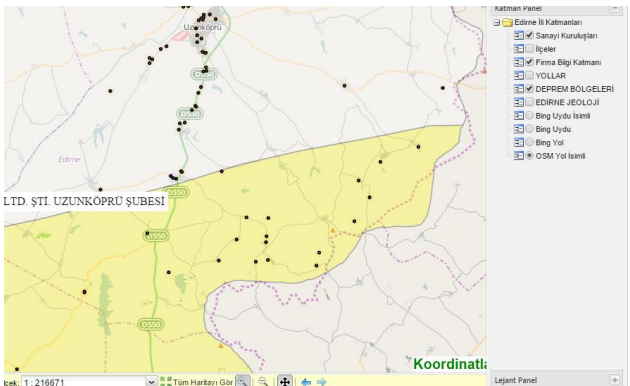 Katman Panel
Edirne İli Katmanları
Sanayi Kuruluşları
İlçeler
Firma Bilgi Katmanı
YOLLAR
DEPREM BÖLGELERİ
EDİRNE JEOLOJİ
Bing Uydu İsimli
Bing Uydu
Bing Yol
OSM Yol İsimli
Uzunköprü
D550
D550
Edirne
D550
LTD. ŞTİ. UZUNKÖPRÜ ŞUBESİ
D550
D550
Koordinatla
lçek: 1 : 216671
Tüm Haritayı Gör
Lejant Panel